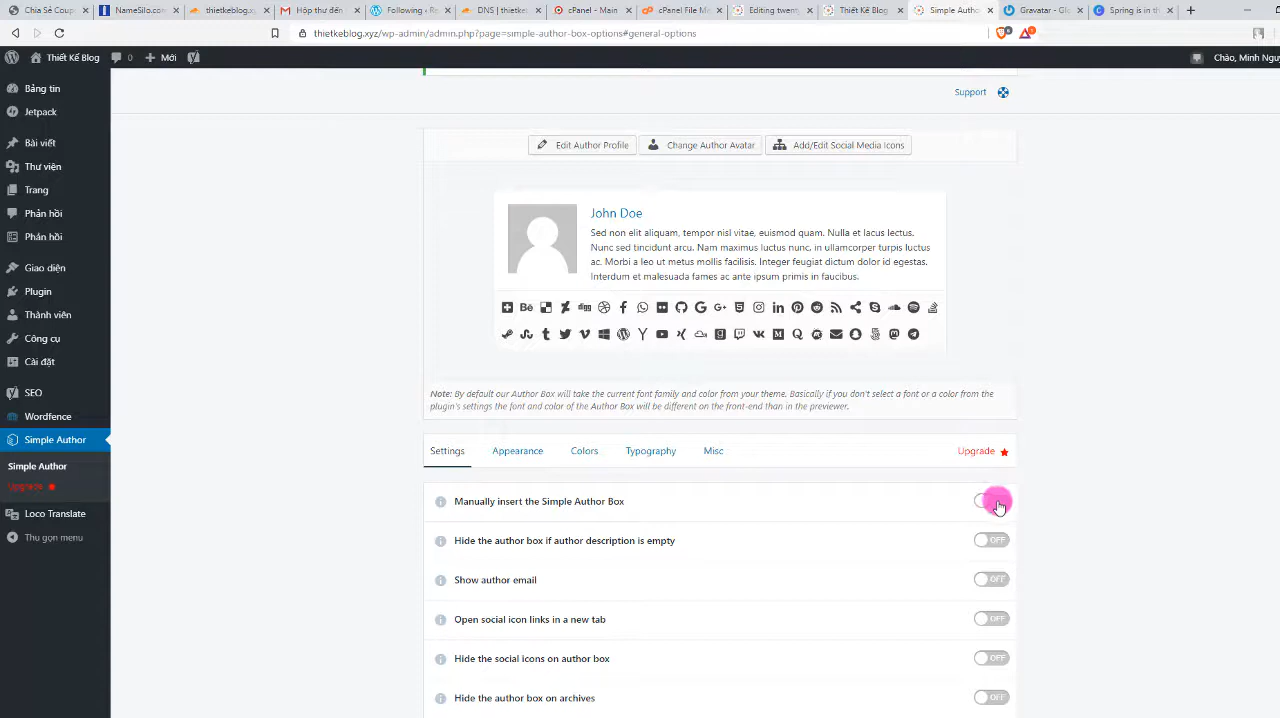 Chia Sẻ Coupo
NameSilo.com
thietkeblog.xy
Hộp thư đến
Following ‹ Re
DNS | thietkeb
cPanel - Main
cPanel File Ma
Editing twenty
Thiết Kế Blog
Simple Author
Gravatar - Glo
Spring is in th
thietkeblog.xyz/wp-admin/admin.php?page=simple-author-box-options#general-options
Thiết Kế Blog
0
Mới
Chào, Minh Ngu
Bảng tin
Jetpack
Bài viết
Thư viện
Trang
Phản hồi
Phản hồi
Giao diện
Plugin
Thành viên
Công cụ
Cài đặt
SEO
Wordfence
Simple Author
Simple Author
Upgrade
Loco Translate
Thu gọn menu
Support
Edit Author Profile
Change Author Avatar
Add/Edit Social Media Icons
John Doe
Sed non elit aliquam, tempor nisl vitae, euismod quam. Nulla et lacus lectus.
Nunc sed tincidunt arcu. Nam maximus luctus nunc, in ullamcorper turpis luctus
ac. Morbi a leo ut metus mollis facilisis. Integer feugiat dictum dolor id egestas.
Interdum et malesuada fames ac ante ipsum primis in faucibus.
Note: By default our Author Box will take the current font family and color from your theme. Basically if you don't select a font or a color from the
plugin's settings the font and color of the Author Box will be different on the front-end than in the previewer.
Settings
Appearance
Colors
Typography
Misc
Upgrade
Manually insert the Simple Author Box
Hide the author box if author description is empty
OFF
Show author email
OFF
Open social icon links in a new tab
OFF
Hide the social icons on author box
OFF
Hide the author box on archives
OFF